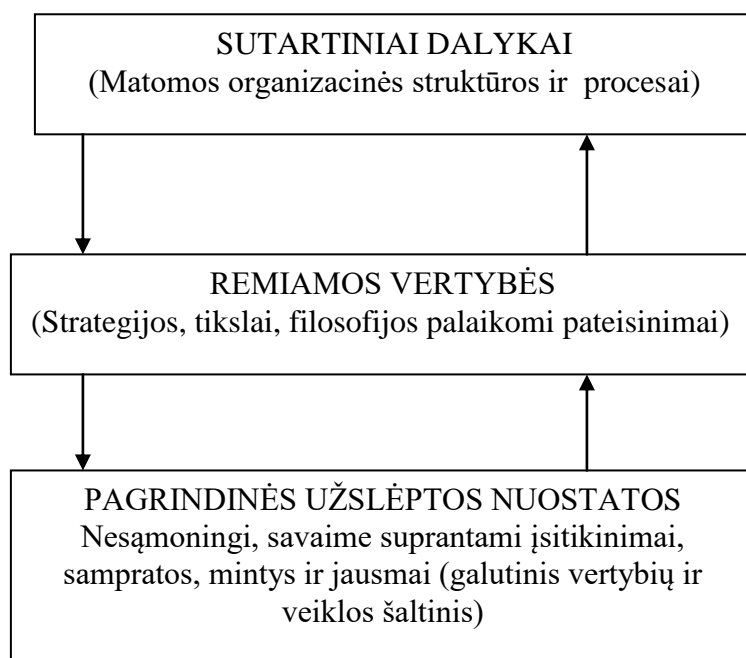 SUTARTINIAI DALYKAI
(Matomos organizacinės struktūros ir procesai)
REMIAMOS VERTYBĖS
(Strategijos, tikslai, filosofijos palaikomi pateisinimai)
PAGRINDINĖS UŽSLĖPTOS NUOSTATOS
Nesąmoningi, savaime suprantami įsitikinimai,
sampratos, mintys ir jausmai (galutinis vertybių ir
veiklos šaltinis)